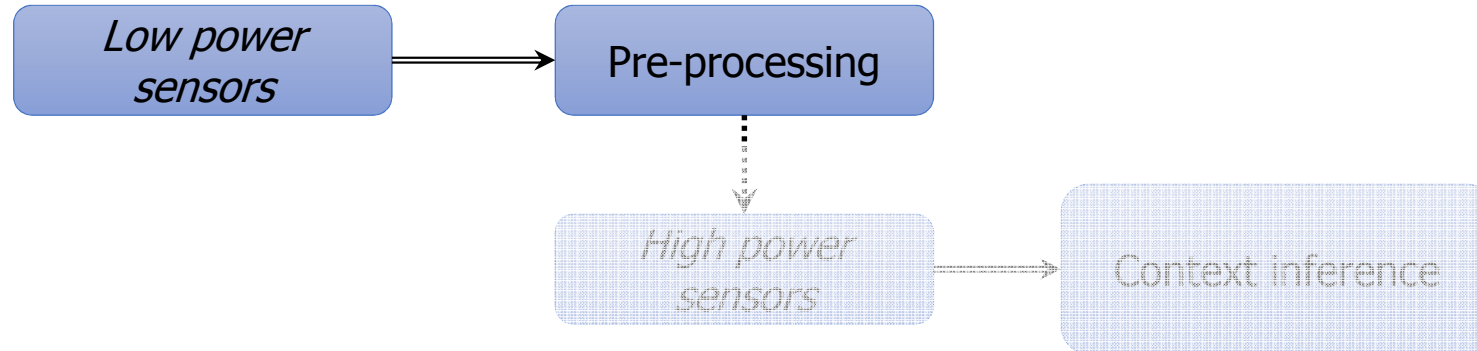 Low power
sensors
Pre-processing
High power
sensors
Context inference